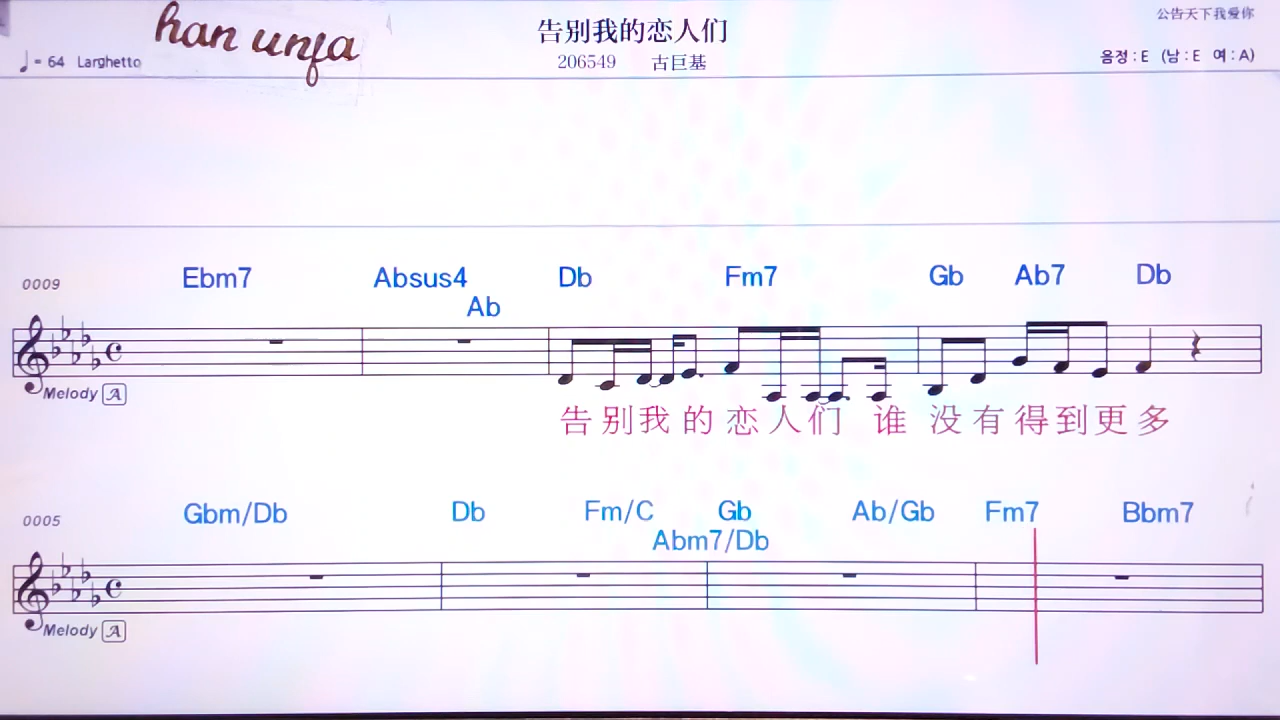 han unfa
告别我的恋人们
公告天下我爱你
♩= 64 Larghetto
206549 古巨基
음정 : E (남 : E 여 : A)
0009
Ebm7 Absus4 Db Fm7 Gb Ab7 Db
Ab
Melody A
告别我的恋人们 谁没有得到更多
0005
Gbm/Db Db Fm/C Gb Ab/Gb Fm7 Bbm7
Abm7/Db
Melody A